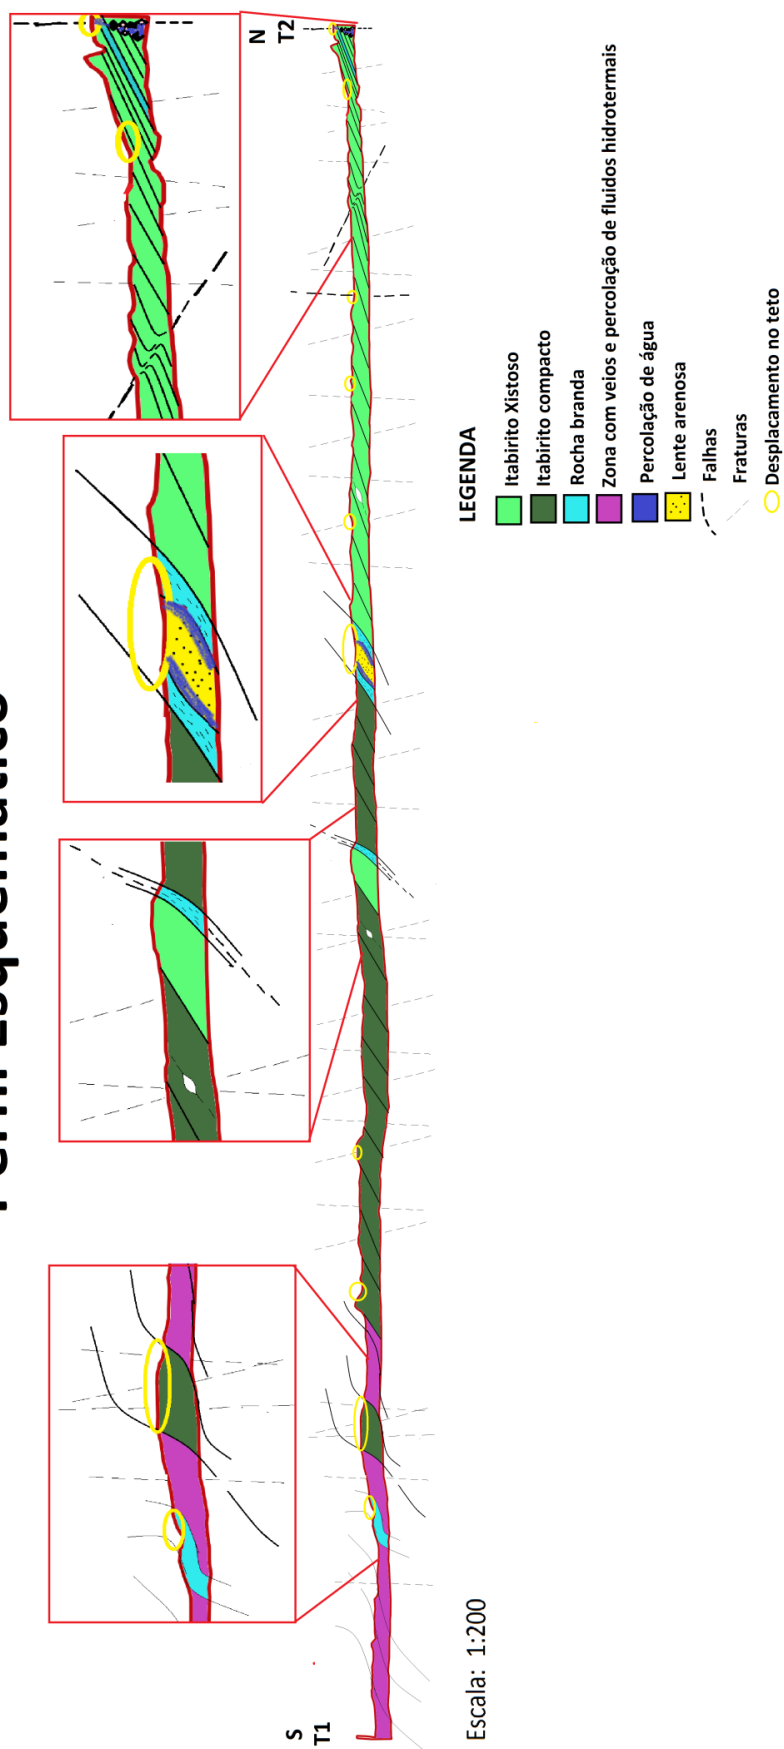 Perfil Esquemático
S
T1
N
T2
Escala: 1:200
LEGENDA
Itabirito Xistoso
Itabirito compacto
Rocha branda
Zona com veios e percolação de fluidos hidrotermais
Percolação de água
Lente arenosa
Falhas
Fraturas
Desplacamento no teto